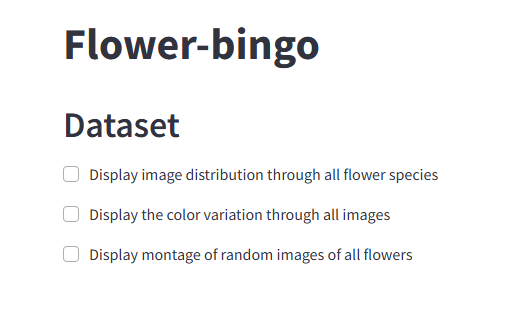 Flower-bingo
Dataset
Display image distribution through all flower species
Display the color variation through all images
Display montage of random images of all flowers